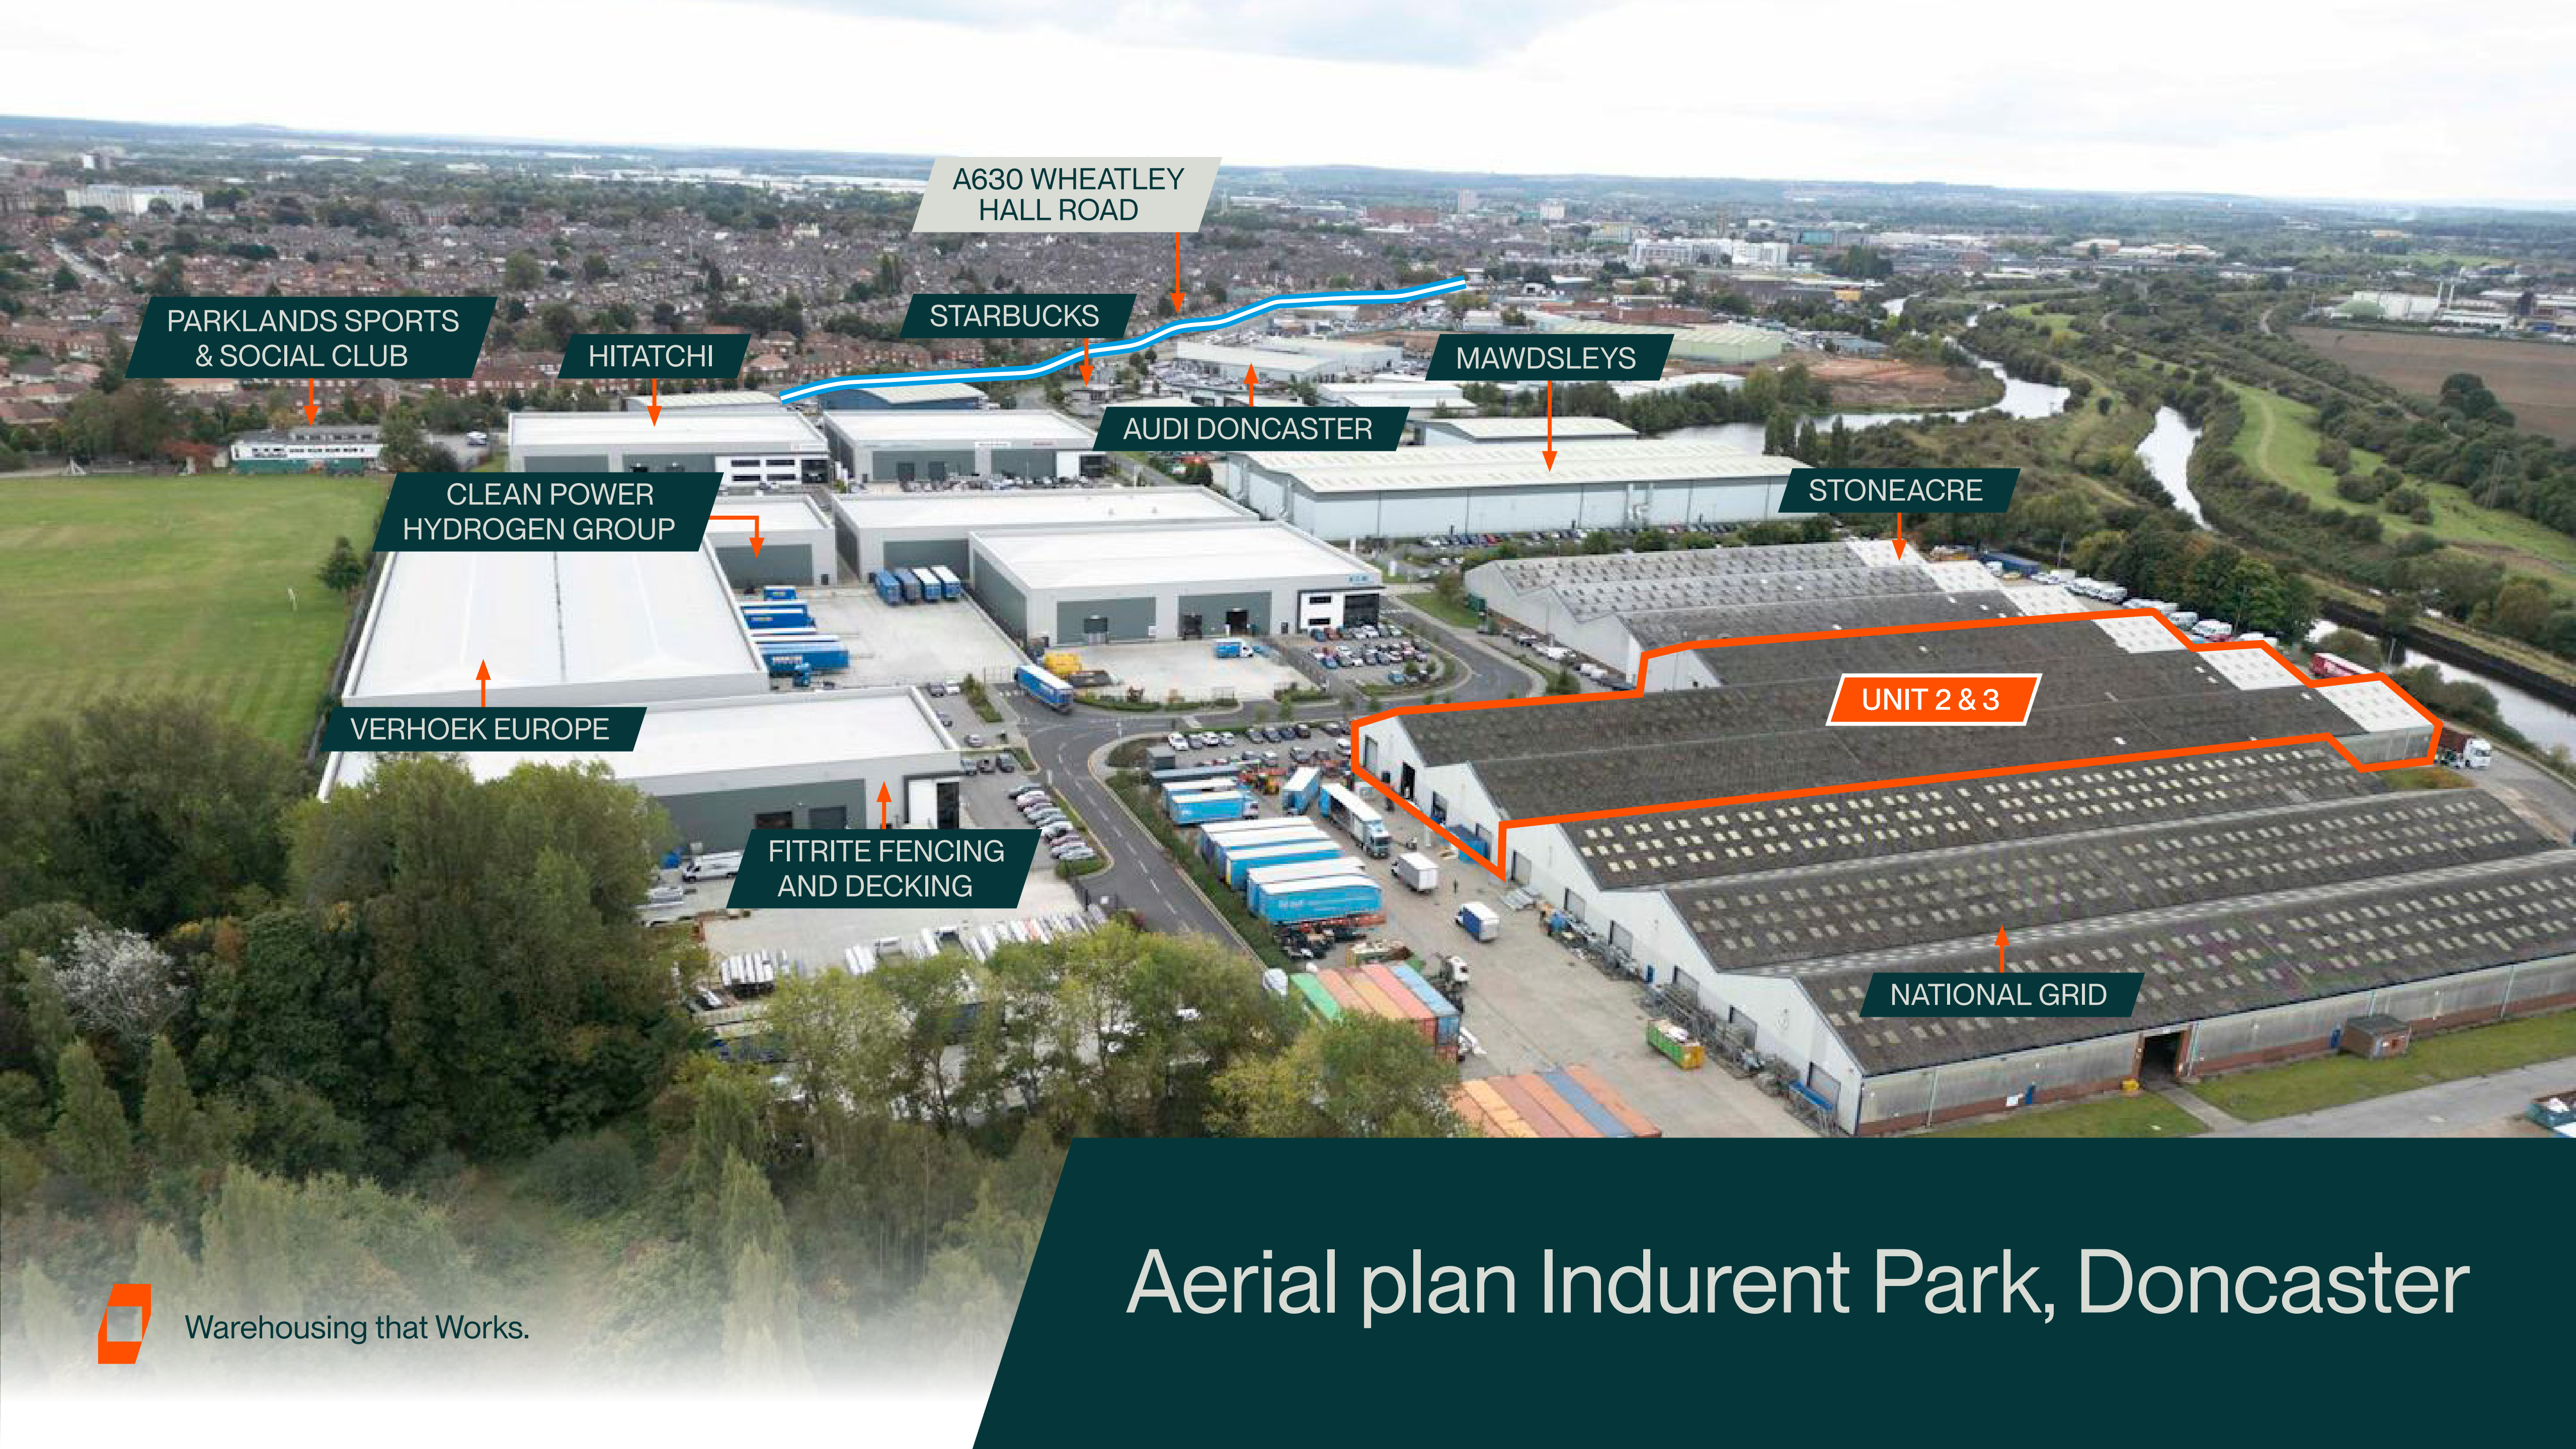 A630 WHEATLEY
HALL ROAD
PARKLANDS SPORTS
& SOCIAL CLUB
HITATCHI
STARBUCKS
MAWDSLEYS
AUDI DONCASTER
CLEAN POWER
HYDROGEN GROUP
STONEACRE
UNIT 2 & 3
VERHOEK EUROPE
FITRITE FENCING
AND DECKING
NATIONAL GRID
Aerial plan Indurent Park, Doncaster
Warehousing that Works.